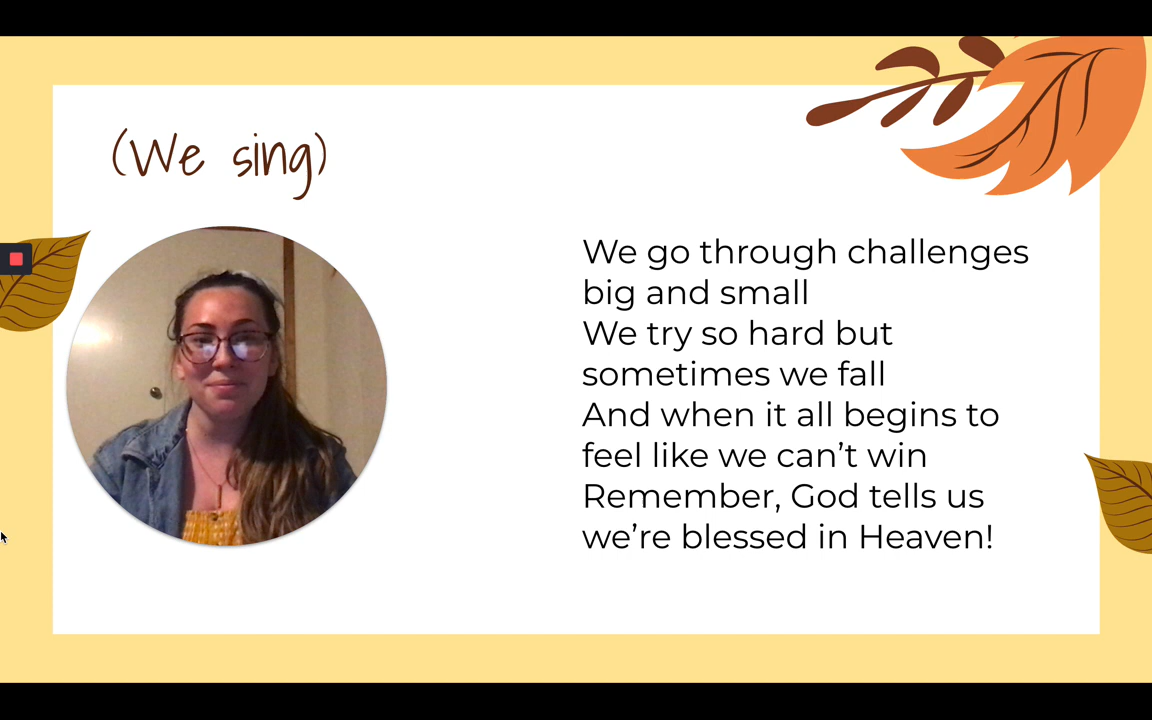 (We sing)
We go through challenges
big and small
We try so hard but
sometimes we fall
And when it all begins to
feel like we can’t win
Remember, God tells us
we’re blessed in Heaven!